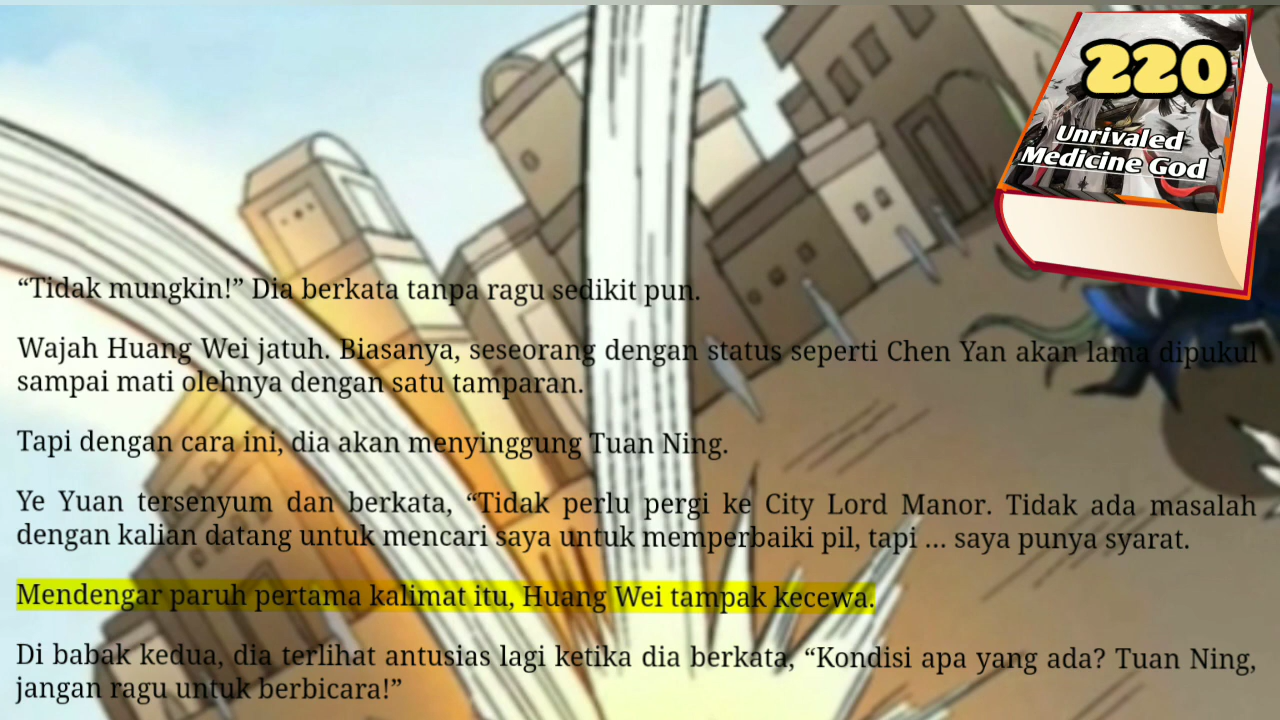 220
Unrivaled
Medicine God
“Tidak mungkin!” Dia berkata tanpa ragu sedikit pun.
Wajah Huang Wei jatuh. Biasanya, seseorang dengan status seperti Chen Yan akan lama dipukul
sampai mati olehnya dengan satu tamparan.
Tapi dengan cara ini, dia akan menyinggung Tuan Ning.
Ye Yuan tersenyum dan berkata, “Tidak perlu pergi ke City Lord Manor. Tidak ada masalah
dengan kalian datang untuk mencari saya untuk memperbaiki pil, tapi … saya punya syarat.
Mendengar paruh pertama kalimat itu, Huang Wei tampak kecewa.
Di babak kedua, dia terlihat antusias lagi ketika dia berkata, “Kondisi apa yang ada? Tuan Ning,
jangan ragu untuk berbicara!”